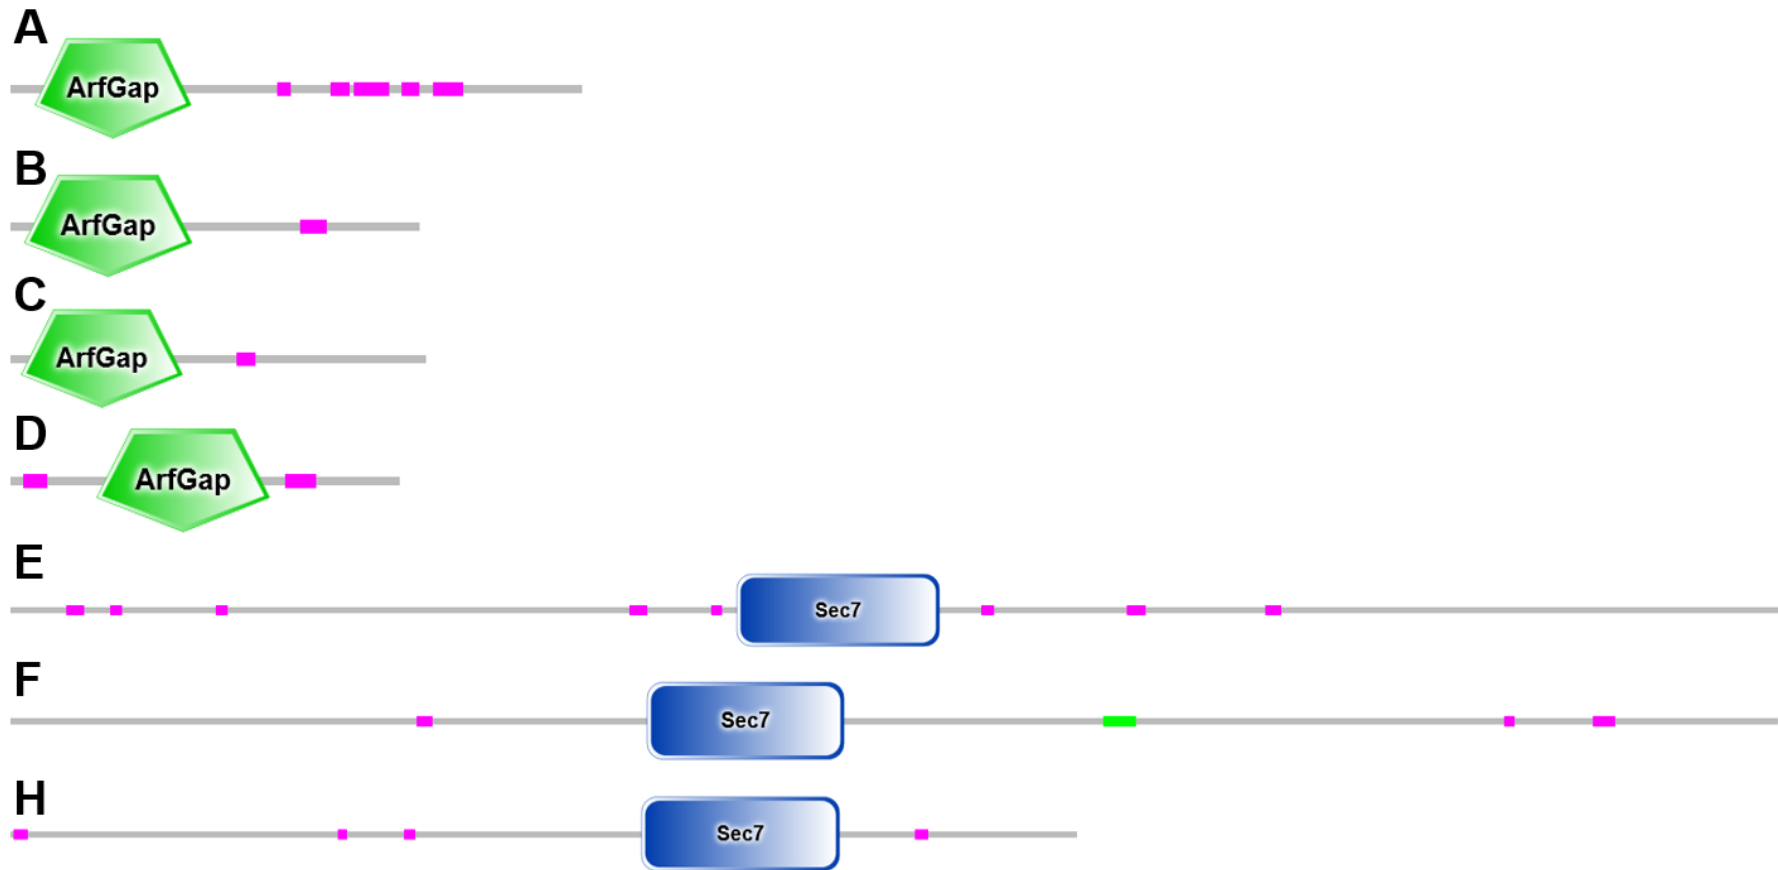 A
ArfGap
B
ArfGap
C
ArfGap
D
ArfGap
E
Sec7
F
Sec7
H
Sec7